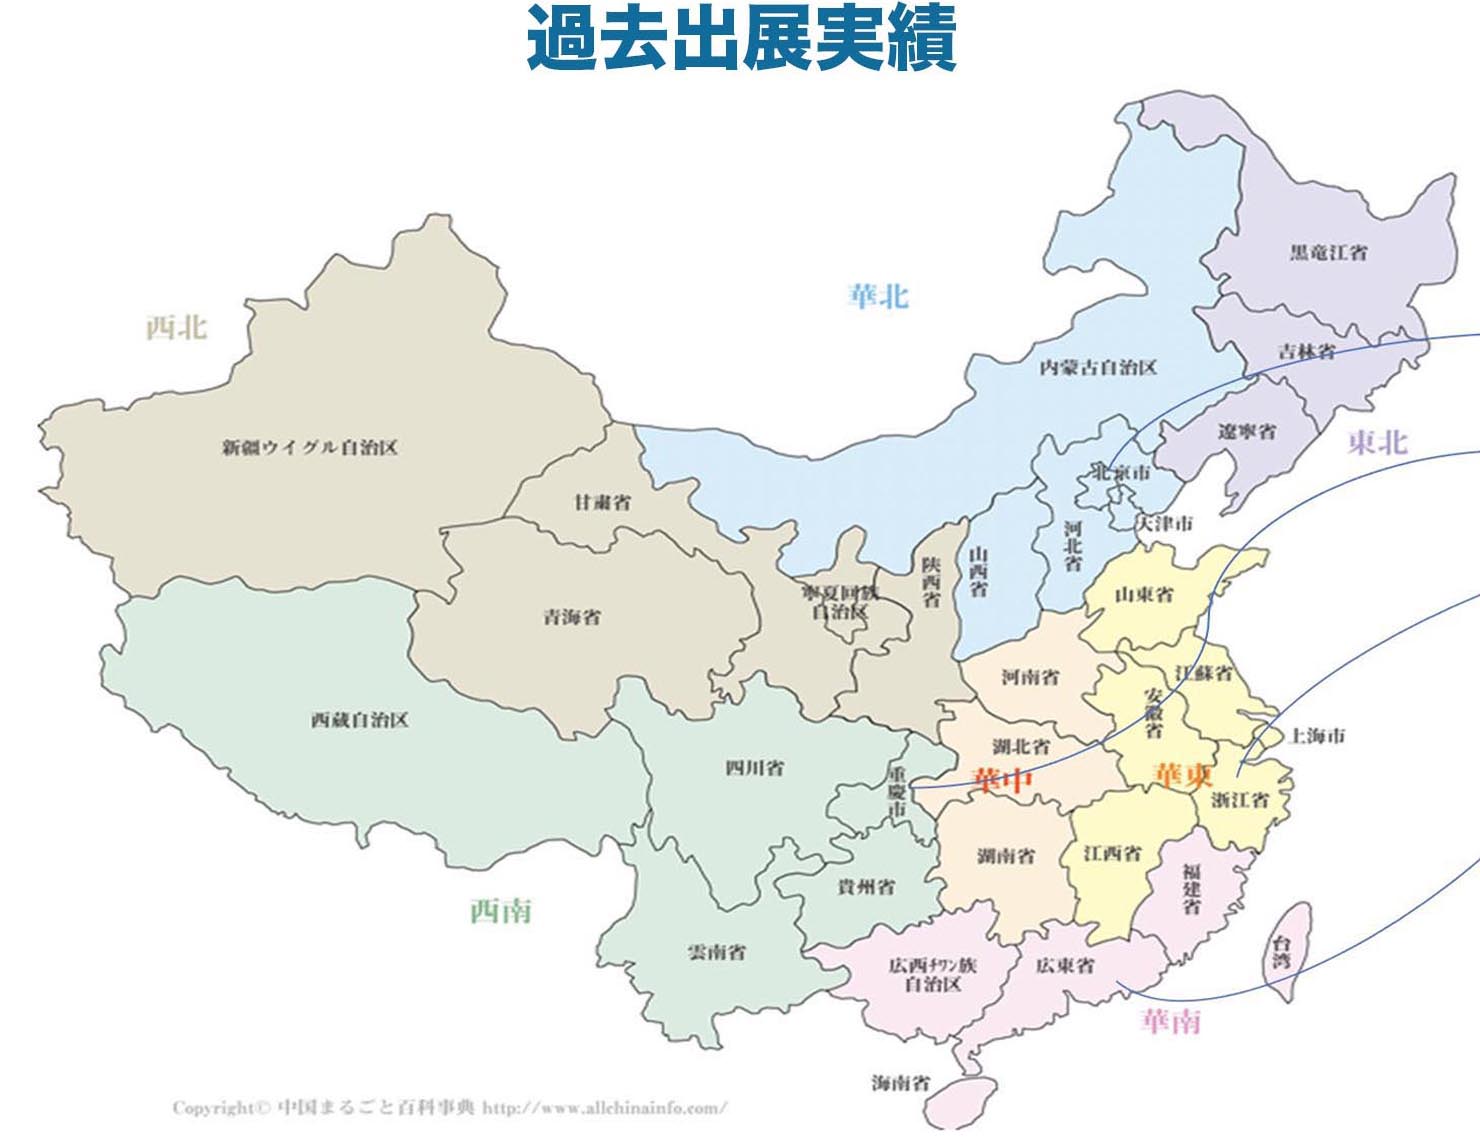 過去出展実績
黒竜江省
華北
西北
吉林省
内蒙古自治区
遼寧省
東北
新疆ウイグル自治区
北京市
甘粛省
天津市
河北省
山西省
陝西省
寧夏回族
自治区
山東省
青海省
河南省
江蘇省
安徽省
西蔵自治区
上海市
湖北省
四川省
重慶市
華中
華東
浙江省
湖南省
江西省
貴州省
福建省
西南
雲南省
広西ﾁﾜﾝ族
自治区
広東省
台湾
華南
海南省
Copyright© 中国まるごと百科事典 http://www.allchinainfo.com/